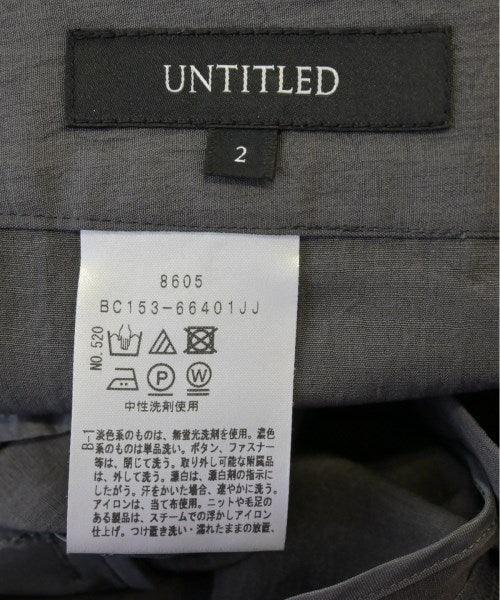 UNTITLED
2
8605
BC153-66401JJ
NO.520
P W
中性洗剤使用
B-1
淡色系のものは、無蛍光洗剤を使用。濃色
系のものは単品洗い。ボタン、ファスナー
等は、閉じて洗う。取り外し可能な附属品
は、外して洗う。漂白は、漂白剤の指示に
したがう。汗をかいた場合、速やかに洗う。
アイロンは、当て布使用。ニットや毛足の
ある製品は、スチームでの浮かしアイロン
仕上げ。つけ置き洗い・濡れたままの放置、